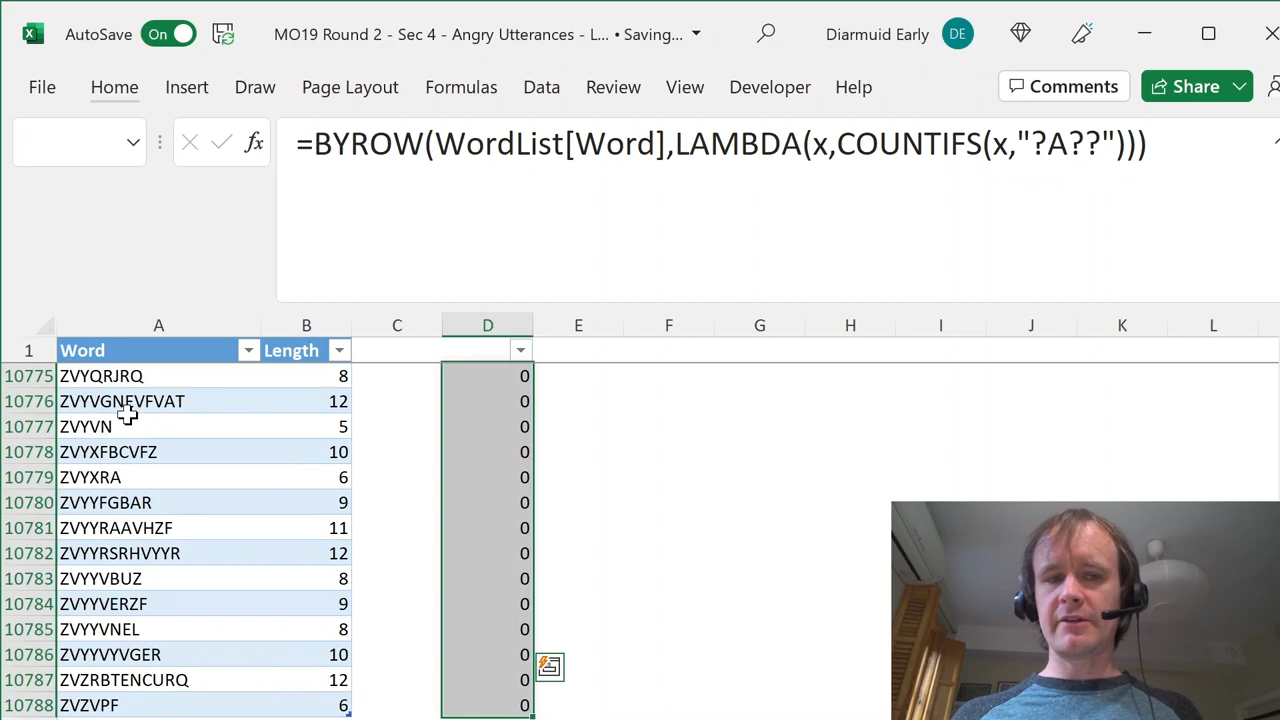 AutoSave On MO19 Round 2 - Sec 4 - Angry Utterances - L... • Saving... Diarmuid Early DE
File Home Insert Draw Page Layout Formulas Data Review View Developer Help Comments Share
fx =BYROW(WordList[Word],LAMBDA(x,COUNTIFS(x,"?A??")))
A B C D E F G H I J K L
1 Word Length
10775 ZVYQRJRQ 8 0
10776 ZVYVGNEVFVAT 12 0
10777 ZVYVN 5 0
10778 ZVYXFBCVFZ 10 0
10779 ZVYXRA 6 0
10780 ZVYYFGBAR 9 0
10781 ZVYYRAAVHZF 11 0
10782 ZVYYRSRHVYYR 12 0
10783 ZVYYVBUZ 8 0
10784 ZVYYVERZF 9 0
10785 ZVYYVNEL 8 0
10786 ZVYYVYVGER 10 0
10787 ZVZRBTENCURQ 12 0
10788 ZVZVPF 6 0